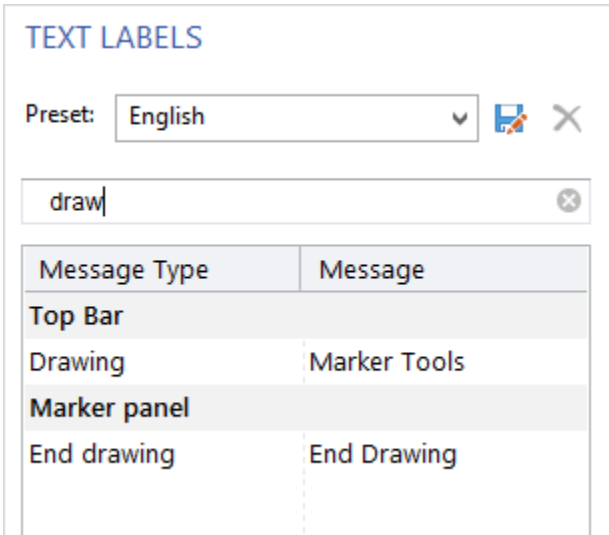 TEXT LABELS
Preset: English
draw
Message Type Message
Top Bar
Drawing Marker Tools
Marker panel
End drawing End Drawing